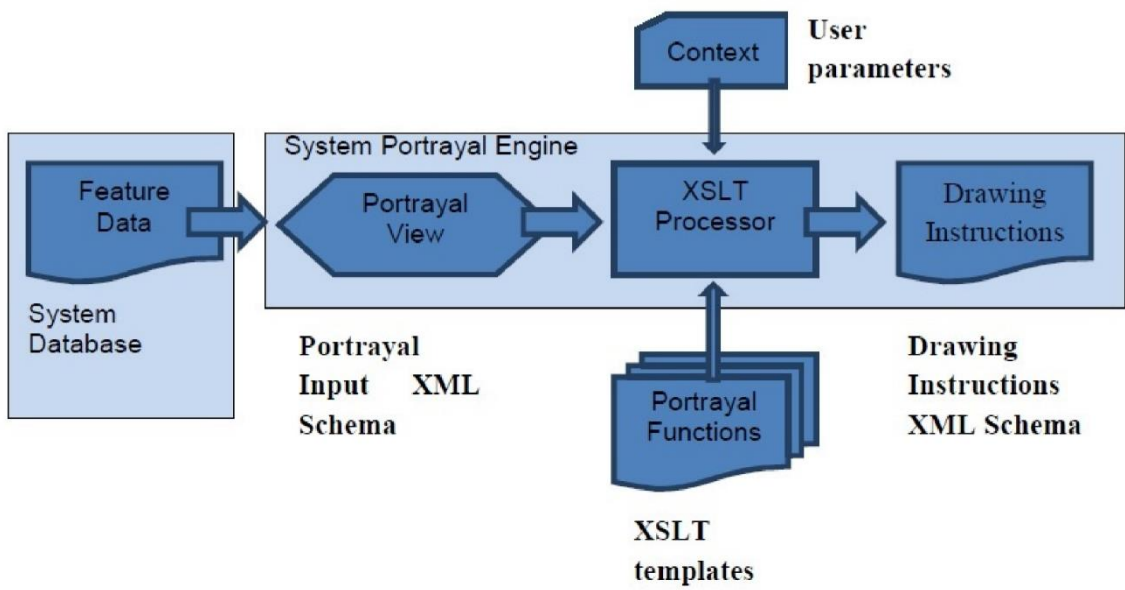 Context
User
parameters
System Portrayal Engine
Feature
Data
Portrayal
View
XSLT
Processor
Drawing
Instructions
System
Database
Portrayal
Input XML
Schema
Portrayal
Functions
Drawing
Instructions
XML Schema
XSLT
templates